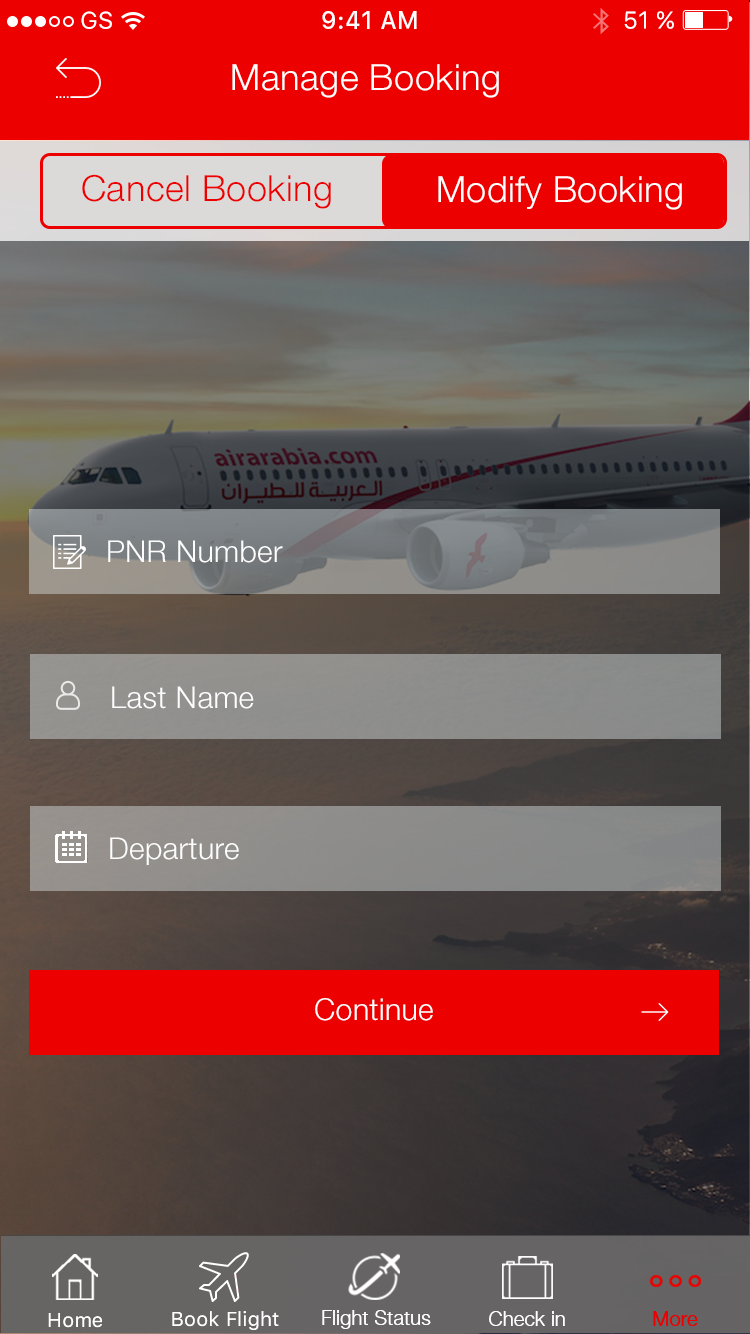 GS 9:41 AM 51 %
Manage Booking
Cancel Booking Modify Booking
airarabia.com
العربية للطيران
PNR Number
Last Name
Departure
Continue
Home Book Flight Flight Status Check in More